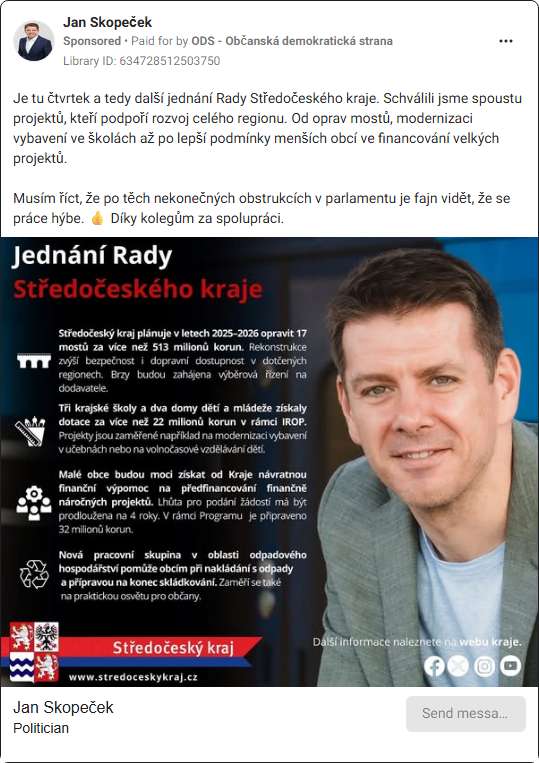 Jan Skopeček
Sponsored • Paid for by ODS - Občanská demokratická strana
Library ID: 634728512503750
Je tu čtvrtek a tedy další jednání Rady Středočeského kraje. Schválili jsme spoustu
projektů, kteří podpoří rozvoj celého regionu. Od oprav mostů, modernizaci
vybavení ve školách až po lepší podmínky menších obcí ve financování velkých
projektů.
Musím říct, že po těch nekonečných obstrukcích v parlamentu je fajn vidět, že se
práce hýbe. 👍 Díky kolegům za spolupráci.
Jednání Rady
Středočeského kraje
Středočeský kraj plánuje v letech 2025–2026 opravit 17
mostů za více než 513 milionů korun. Rekonstrukce
zvýší bezpečnost i dopravní dostupnost v dotčených
regionech. Brzy budou zahájena výběrová řízení na
dodavatele.
Tři krajské školy a dva domy dětí a mládeže získaly
dotace za více než 22 milionů korun v rámci IROP.
Projekty jsou zaměřené například na modernizaci vybavení
v učebnách nebo na volnočasové vzdělávání dětí.
Malé obce budou moci získat od Kraje návratnou
finanční výpomoc na předfinancování finančně
náročných projektů. Lhůta pro podání žádostí má být
prodloužena na 4 roky. V rámci Programu je připraveno
32 milionů korun.
Nová pracovní skupina v oblasti odpadového
hospodářství pomůže obcím při nakládání s odpady
a přípravou na konec skládkování. Zaměří se také
na praktickou osvětu pro občany.
Středočeský kraj
www.stredoceskykraj.cz
Další informace naleznete na webu kraje.
Jan Skopeček
Politician
Send messa...